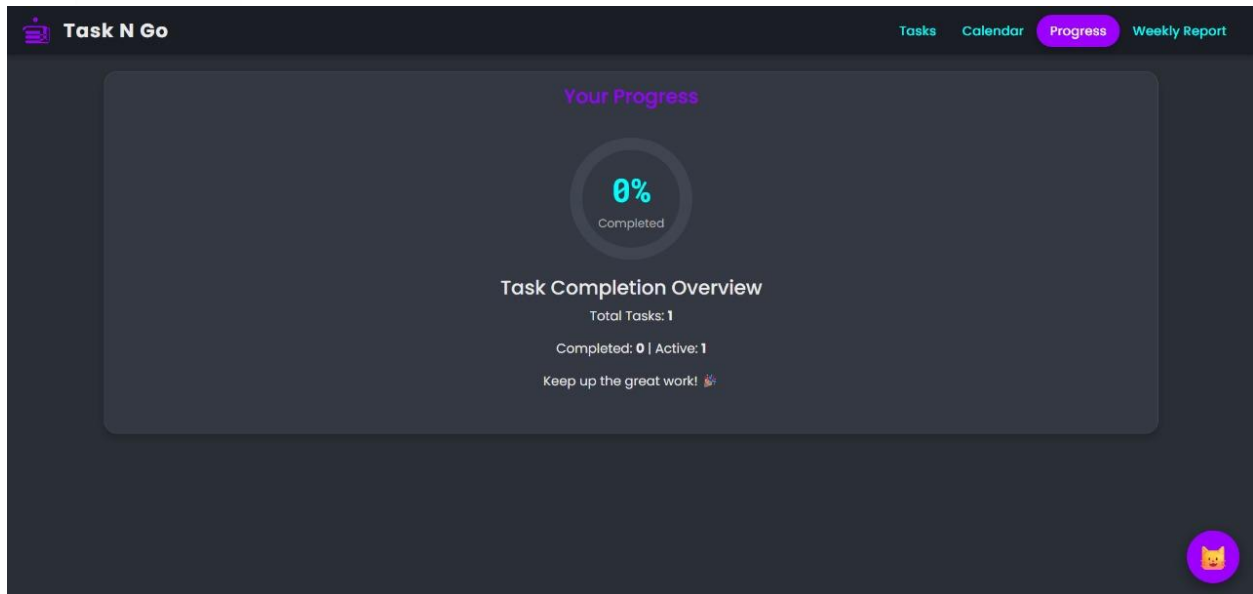 Task N Go
Tasks Calendar Progress Weekly Report
Your Progress
0%
Completed
Task Completion Overview
Total Tasks: 1
Completed: 0 | Active: 1
Keep up the great work! 🎉